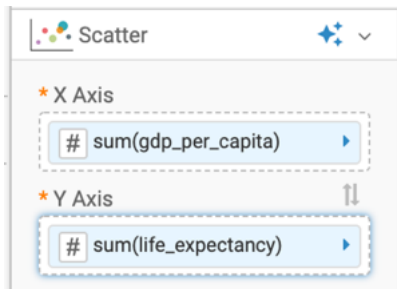 Scatter
* X Axis
# sum(gdp_per_capita)
* Y Axis
# sum(life_expectancy)